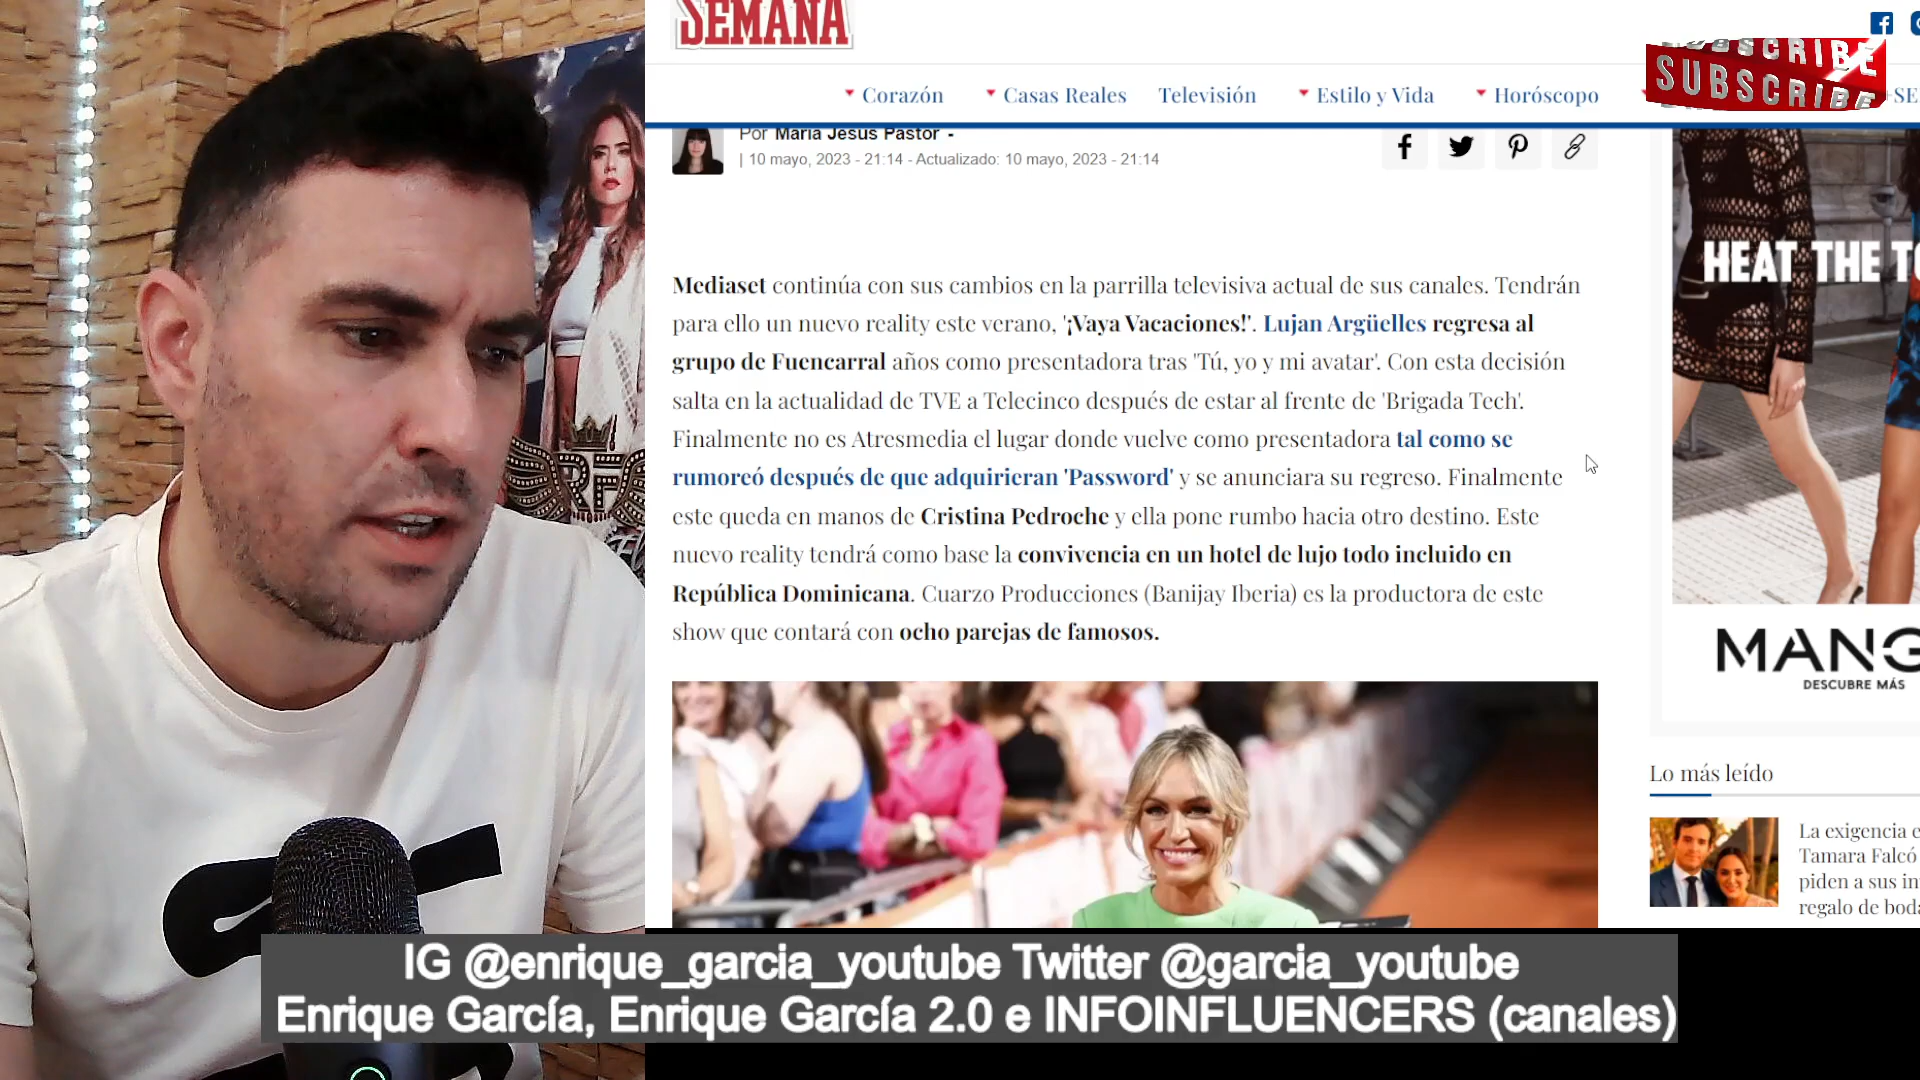 SEMANA
SUBSCRIBE
SUBSCRIBE
Corazón
Casas Reales
Televisión
Estilo y Vida
Horóscopo
Por María Jesús Pastor -
| 10 mayo, 2023 - 21:14 - Actualizado: 10 mayo, 2023 - 21:14
Mediaset continúa con sus cambios en la parrilla televisiva actual de sus canales. Tendrán
para ello un nuevo reality este verano, '¡Vaya Vacaciones!'. Lujan Argüelles regresa al
grupo de Fuencarral años como presentadora tras 'Tú, yo y mi avatar'. Con esta decisión
salta en la actualidad de TVE a Telecinco después de estar al frente de 'Brigada Tech'.
Finalmente no es Atresmedia el lugar donde vuelve como presentadora tal como se
rumoreó después de que adquirieran 'Password' y se anunciara su regreso. Finalmente
este queda en manos de Cristina Pedroche y ella pone rumbo hacia otro destino. Este
nuevo reality tendrá como base la convivencia en un hotel de lujo todo incluido en
República Dominicana. Cuarzo Producciones (Banijay Iberia) es la productora de este
show que contará con ocho parejas de famosos.
HEAT THE TO
MANG
DESCUBRE MÁS
Lo más leído
La exigencia
Tamara Falcó
piden a sus
regalo de
RFG
IG @enrique_garcia_youtube Twitter @garcia_youtube
Enrique García, Enrique García 2.0 e INFOINFLUENCERS (canales)